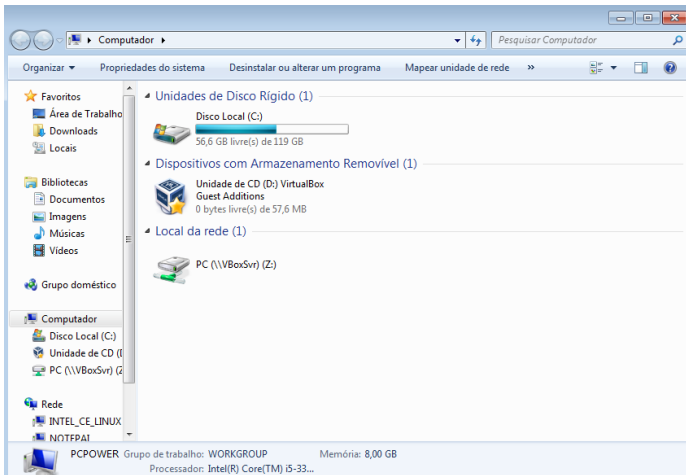 Computador
Pesquisar Computador
Organizar
Propriedades do sistema
Desinstalar ou alterar um programa
Mapear unidade de rede
»
Favoritos
Área de Trabalho
Downloads
Locais
Bibliotecas
Documentos
Imagens
Músicas
Vídeos
Grupo doméstico
Computador
Disco Local (C:)
Unidade de CD (
PC (\\VBoxSvr) (Z
Rede
INTEL_CE_LINUX
NOTEPAI
Unidades de Disco Rígido (1)
Disco Local (C:)
56,6 GB livre(s) de 119 GB
Dispositivos com Armazenamento Removível (1)
Unidade de CD (D:) VirtualBox
Guest Additions
0 bytes livre(s) de 57,6 MB
Local da rede (1)
PC (\\VBoxSvr) (Z:)
PCPOWER Grupo de trabalho: WORKGROUP Memória: 8,00 GB
Processador: Intel(R) Core(TM) i5-33...